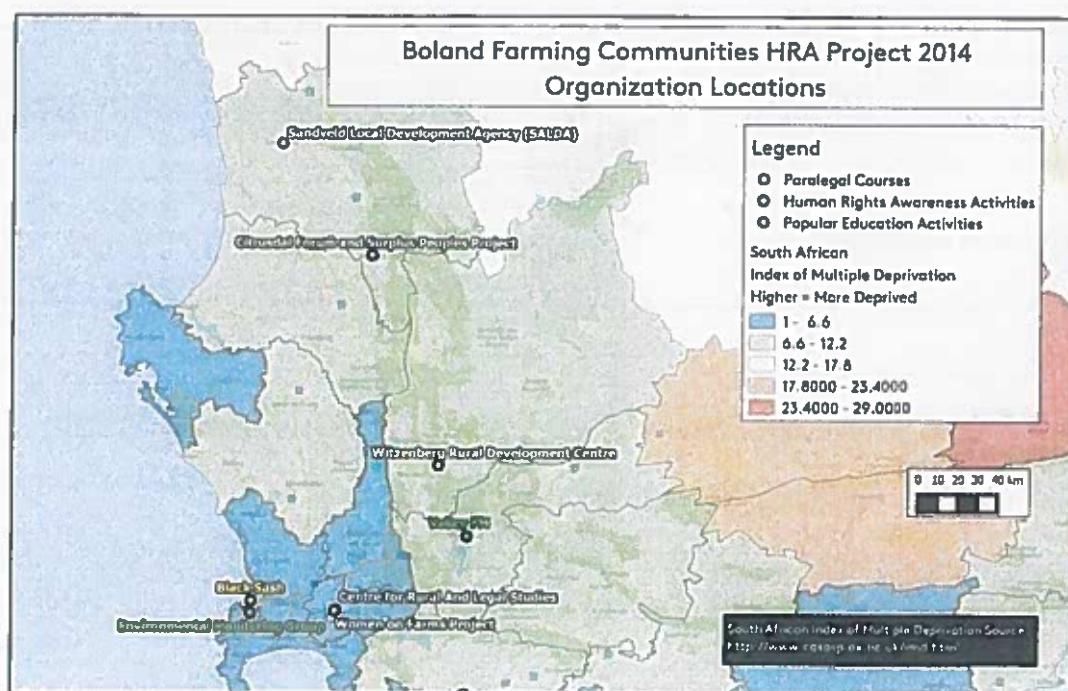 Boland Farming Communities HRA Project 2014
Organization Locations
Sandveld Local Development Agency (SALDA)
Legend
Paralegal Courses
Human Rights Awareness Activities
Popular Education Activities
Citrusdal Forum and Surplus Peoples Project
South African
Index of Multiple Deprivation
Higher = More Deprived
1 - 6.6
6.6 - 12.2
12.2 - 17.8
17.8000 - 23.4000
23.4000 - 29.0000
Witzenberg Rural Development Centre
0 10 20 30 40 km
Valley FM
Black Sash
Centre for Rural And Legal Studies
Environmental Monitoring Group
Women on Farms Project
South African Index of Multiple Deprivation Source